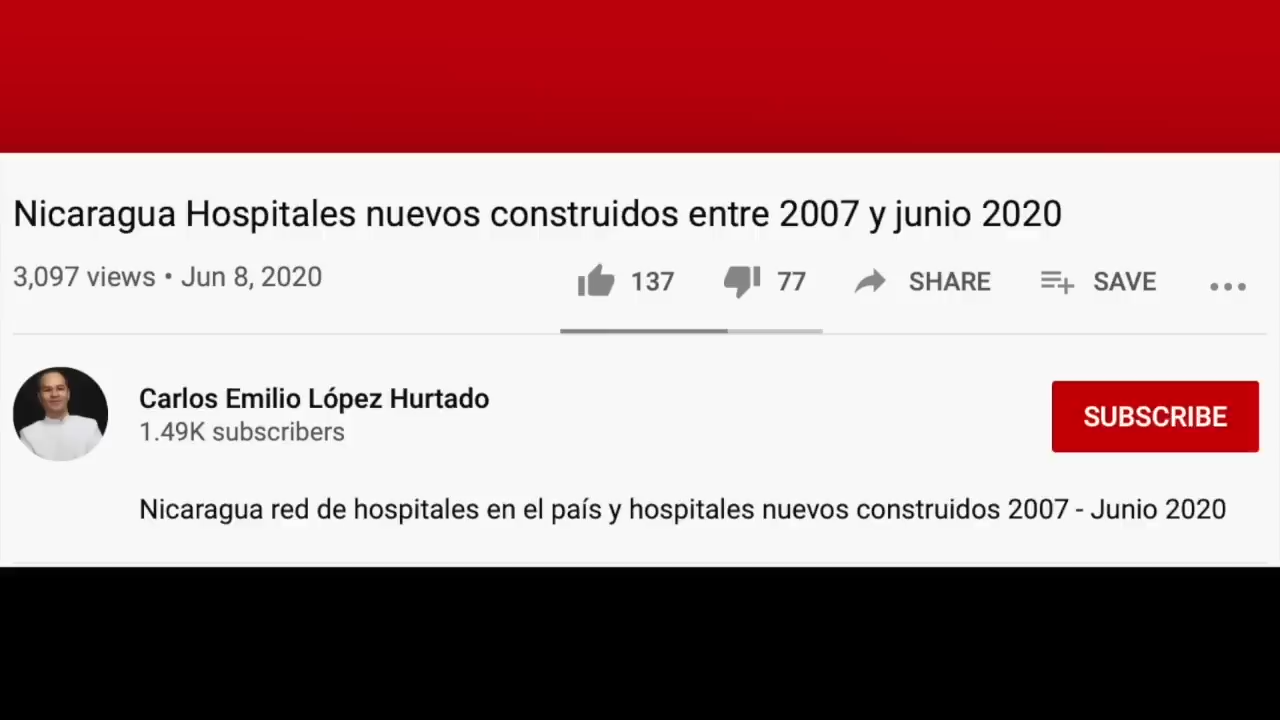 Nicaragua Hospitales nuevos construidos entre 2007 y junio 2020
3,097 views • Jun 8, 2020
137 77 SHARE SAVE ...
Carlos Emilio López Hurtado
1.49K subscribers
SUBSCRIBE
Nicaragua red de hospitales en el país y hospitales nuevos construidos 2007 - Junio 2020